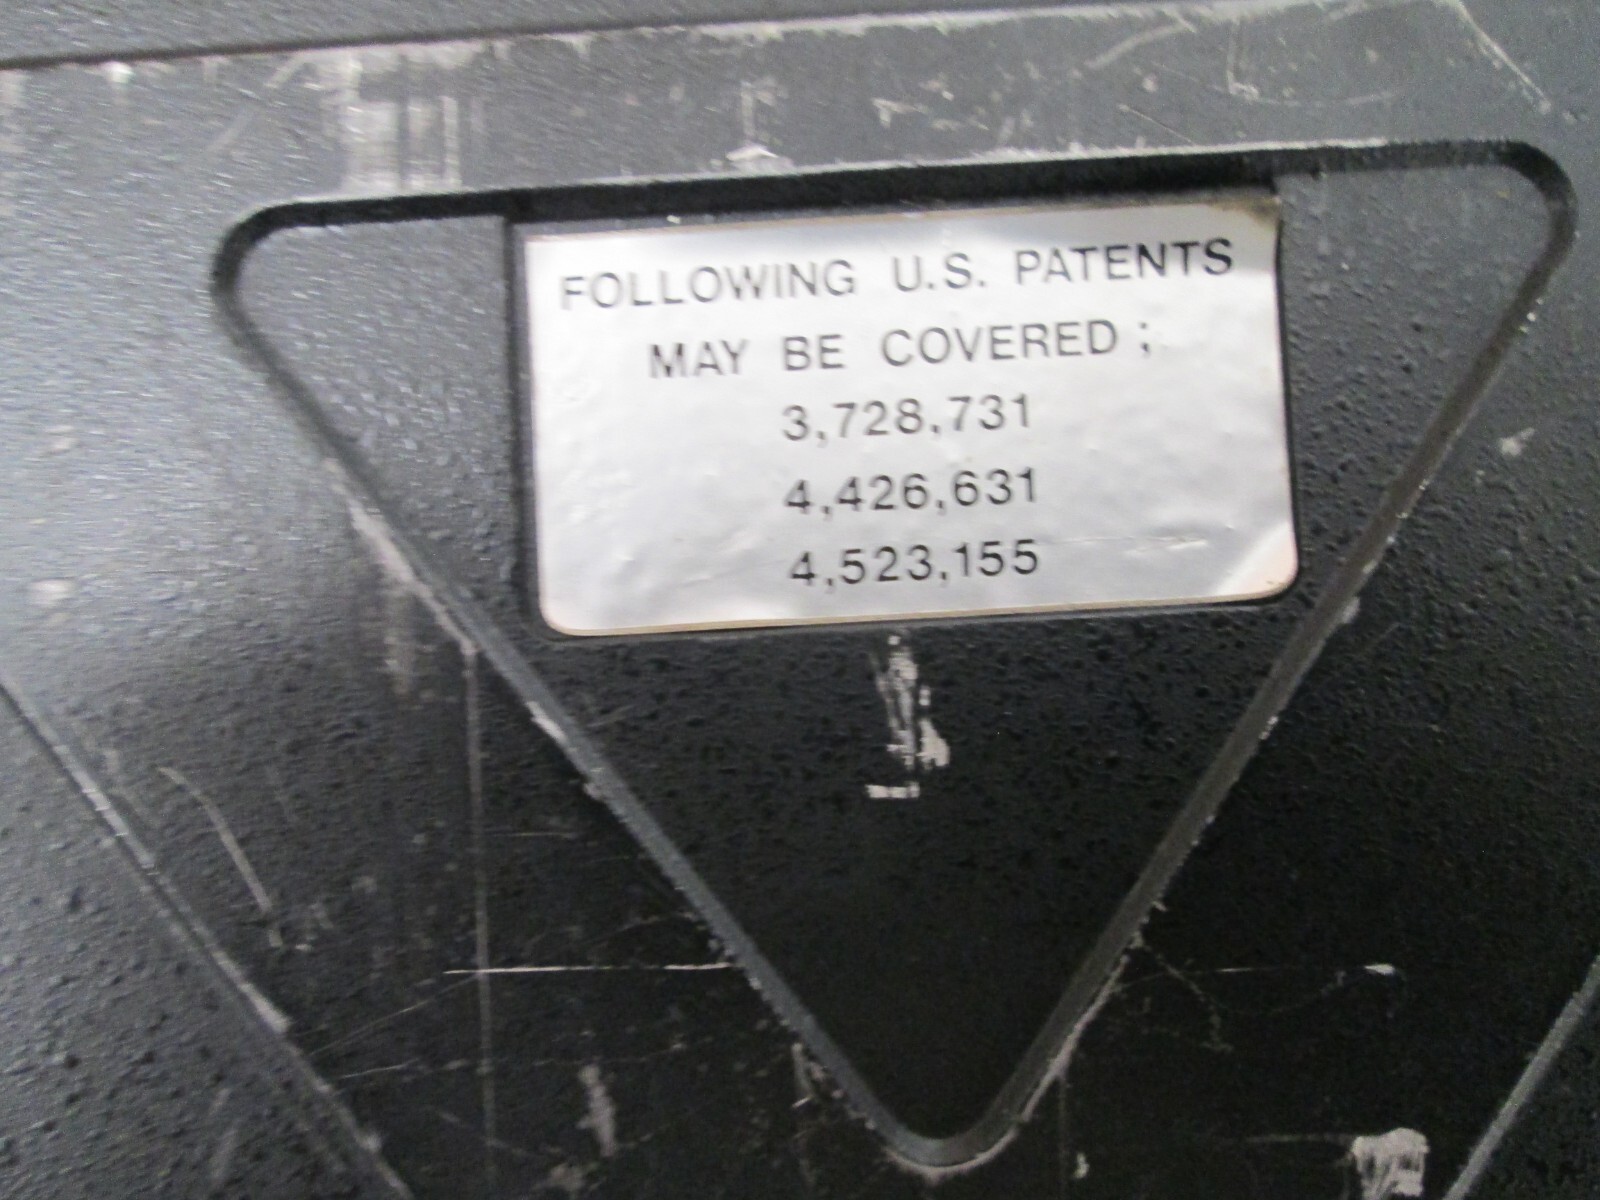 FOLLOWING U.S. PATENTS
MAY BE COVERED ;
3,728,731
4,426,631
4,523,155